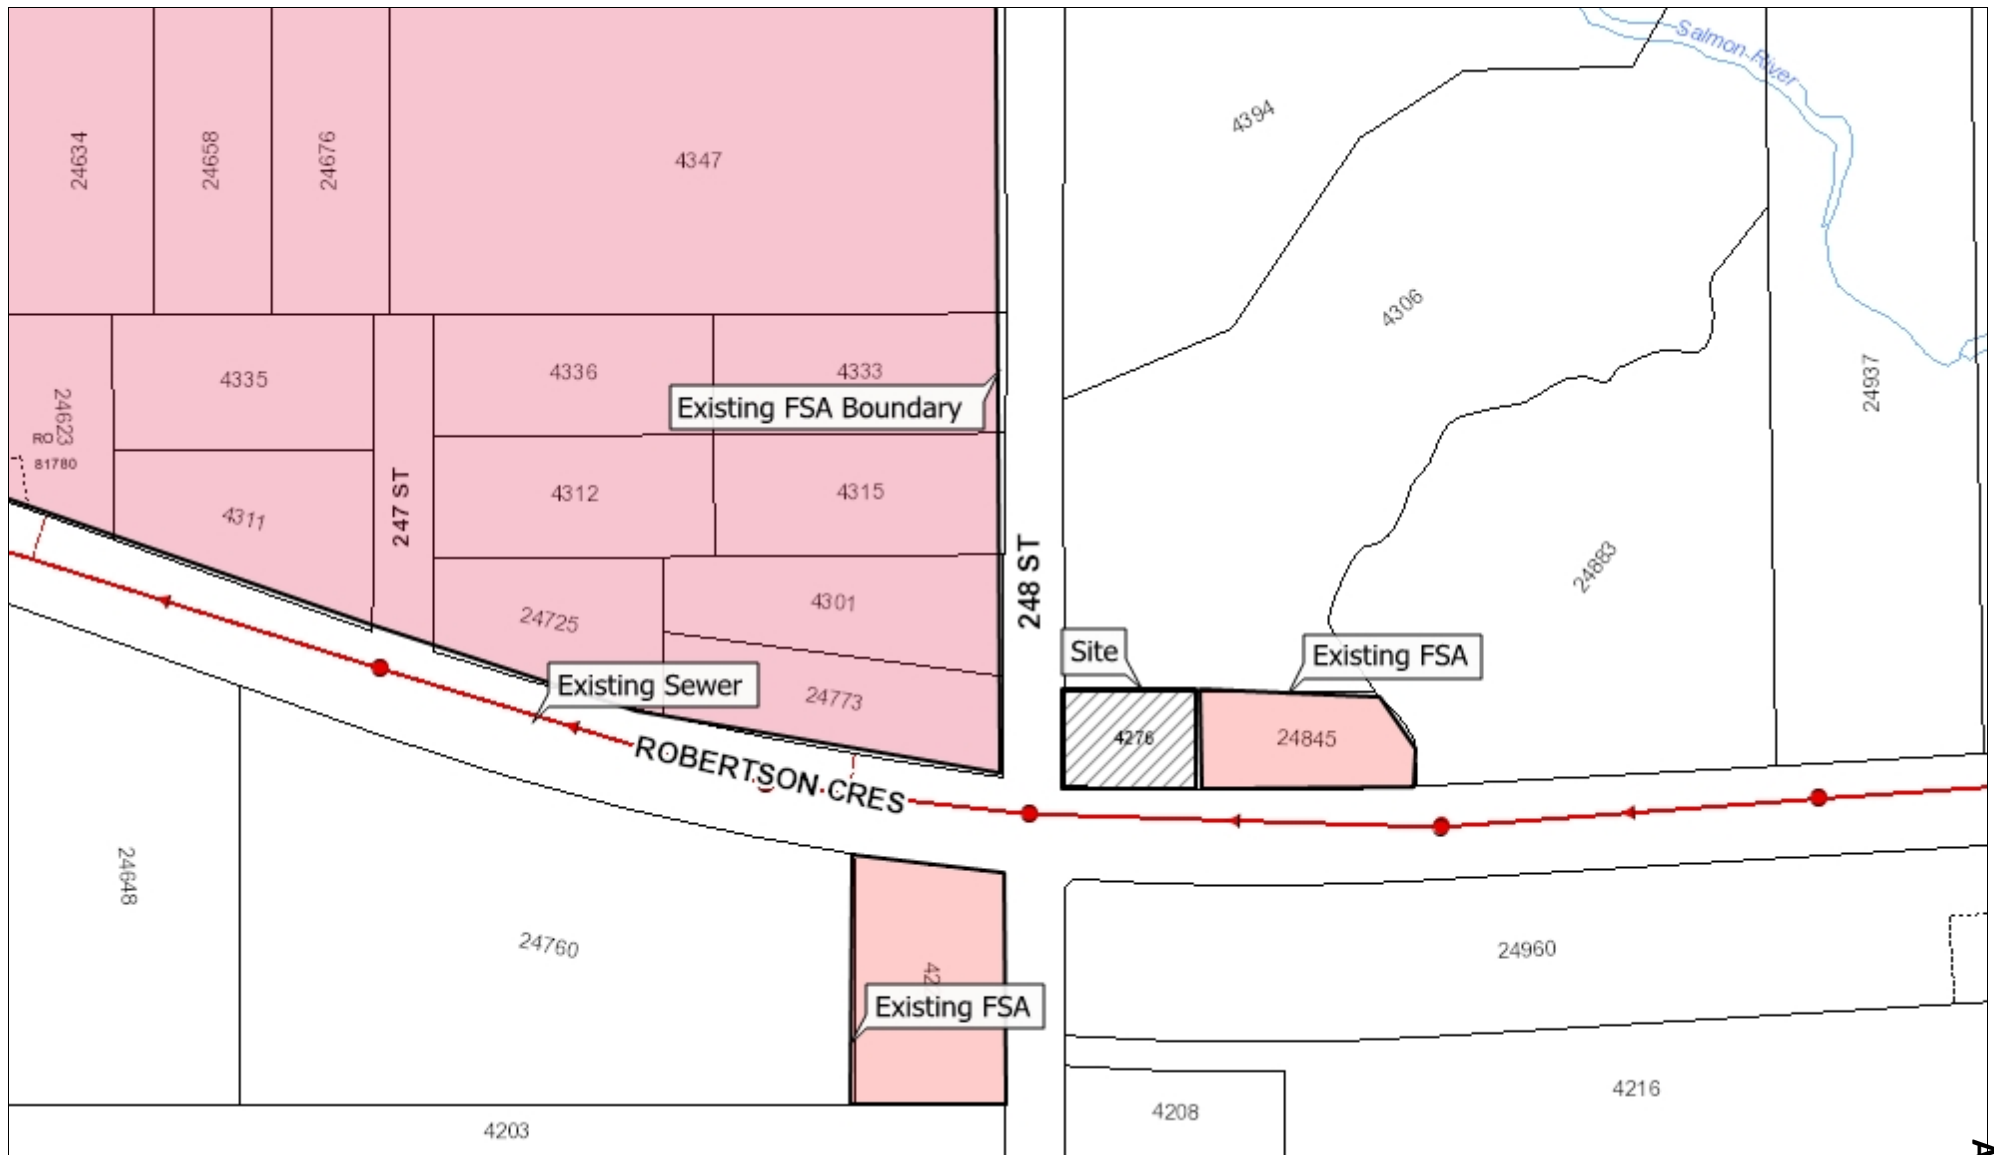 Salmon River
4394
24634
24658
24676
4347
4306
4335
4336
4333
24937
24623
Existing FSA Boundary
RO
81780
4312
4315
247 ST
4311
24883
248 ST
4301
24725
Site
Existing FSA
Existing Sewer
24773
4276
24845
ROBERTSON CRES
24648
24760
24960
Existing FSA
4216
4208
4203